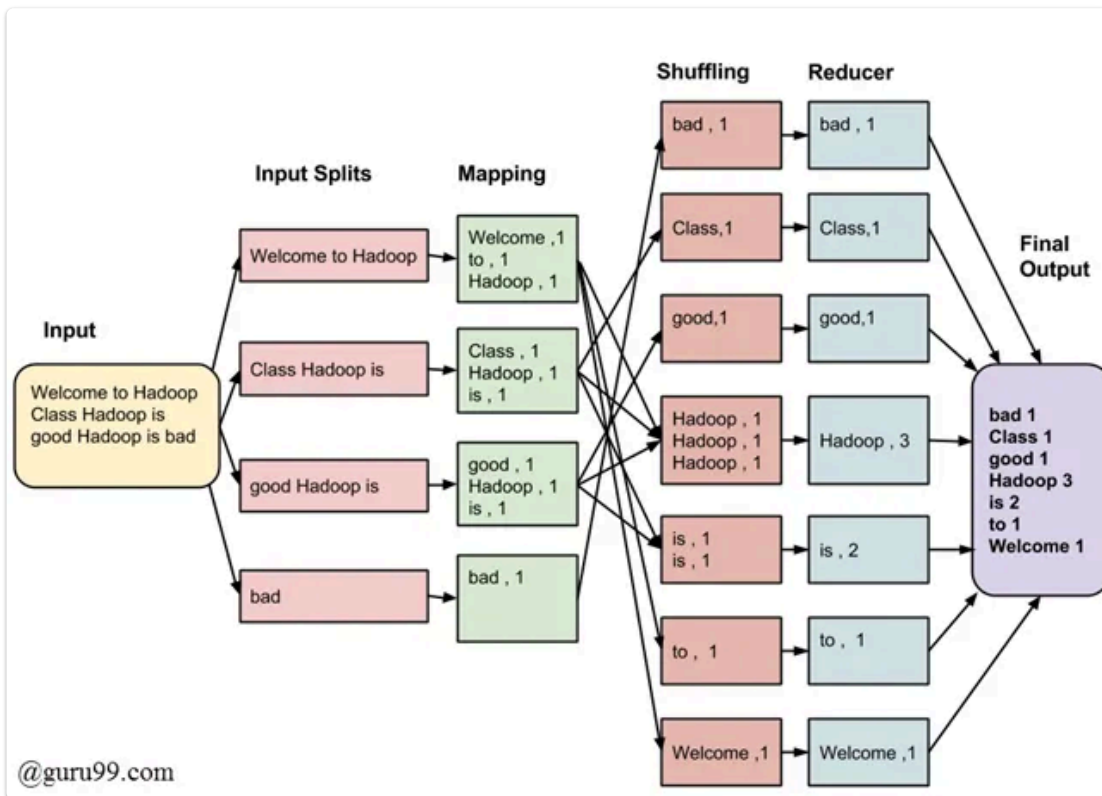 Shuffling
Reducer
Input Splits
Mapping
Final
Output
Input
Welcome to Hadoop
Class Hadoop is
good Hadoop is bad
Welcome to Hadoop
Class Hadoop is
good Hadoop is
bad
Welcome ,1
to , 1
Hadoop , 1
Class , 1
Hadoop , 1
is , 1
good , 1
Hadoop , 1
is , 1
bad , 1
bad , 1
Class,1
good,1
Hadoop , 1
Hadoop , 1
Hadoop , 1
is , 1
is , 1
to , 1
Welcome ,1
bad , 1
Class,1
good,1
Hadoop , 3
is , 2
to , 1
Welcome ,1
bad 1
Class 1
good 1
Hadoop 3
is 2
to 1
Welcome 1
@guru99.com